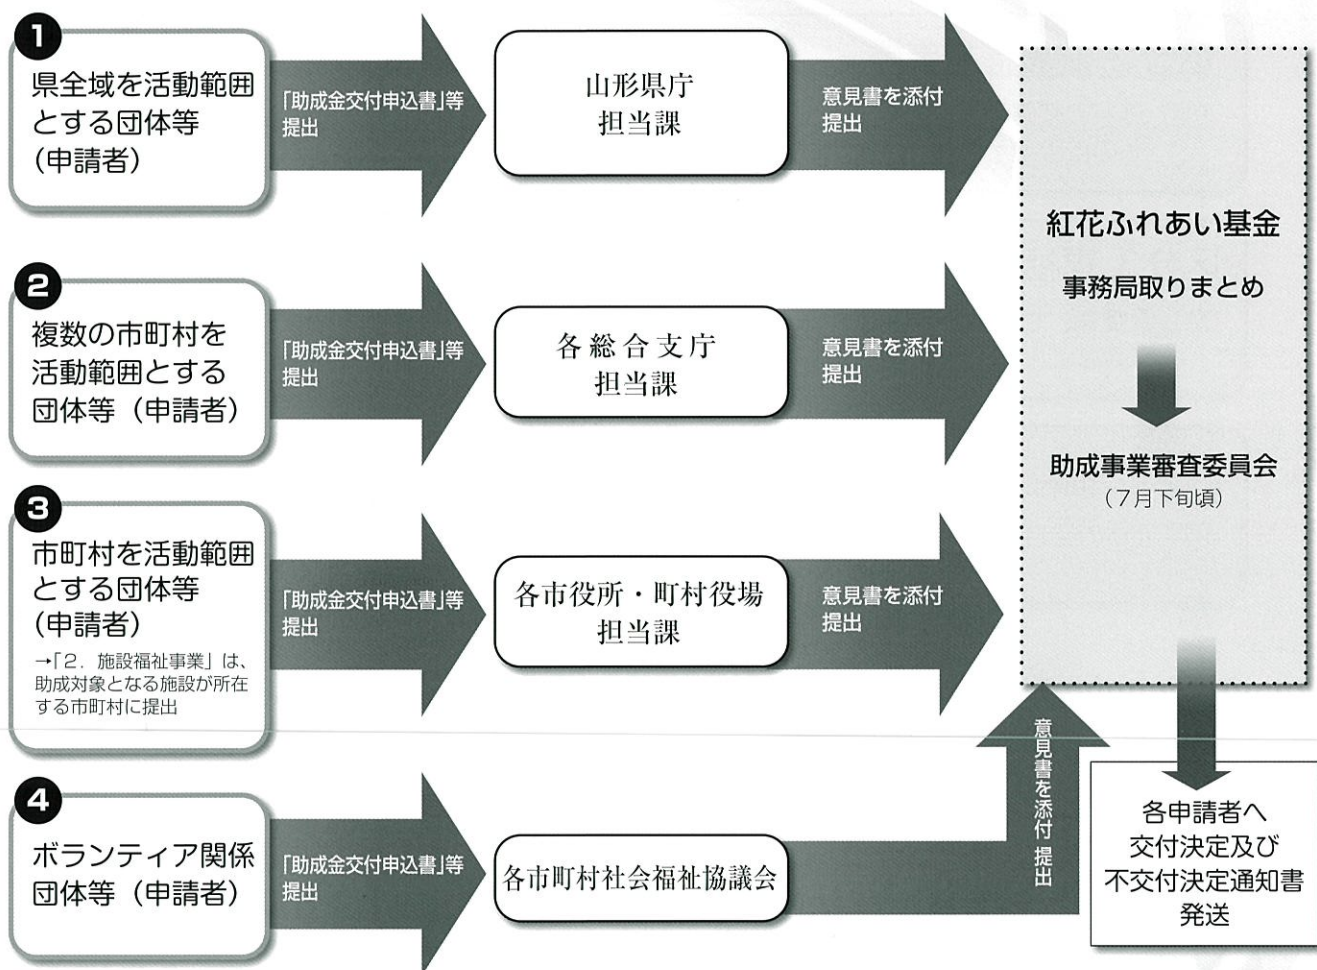 1
県全域を活動範囲
とする団体等
(申請者)
「助成金交付申込書」等
提出
山形県庁
担当課
意見書を添付
提出
2
複数の市町村を
活動範囲とする
団体等（申請者）
「助成金交付申込書」等
提出
各総合支庁
担当課
意見書を添付
提出
3
市町村を活動範囲
とする団体等
(申請者)
→「2．施設福祉事業」は、
助成対象となる施設が所在
する市町村に提出
「助成金交付申込書」等
提出
各市役所・町村役場
担当課
意見書を添付
提出
4
ボランティア関係
団体等（申請者）
「助成金交付申込書」等
提出
各市町村社会福祉協議会
意見書を添付 提出
紅花ふれあい基金
事務局取りまとめ
助成事業審査委員会
(７月下旬頃)
各申請者へ
交付決定及び
不交付決定通知書
発送